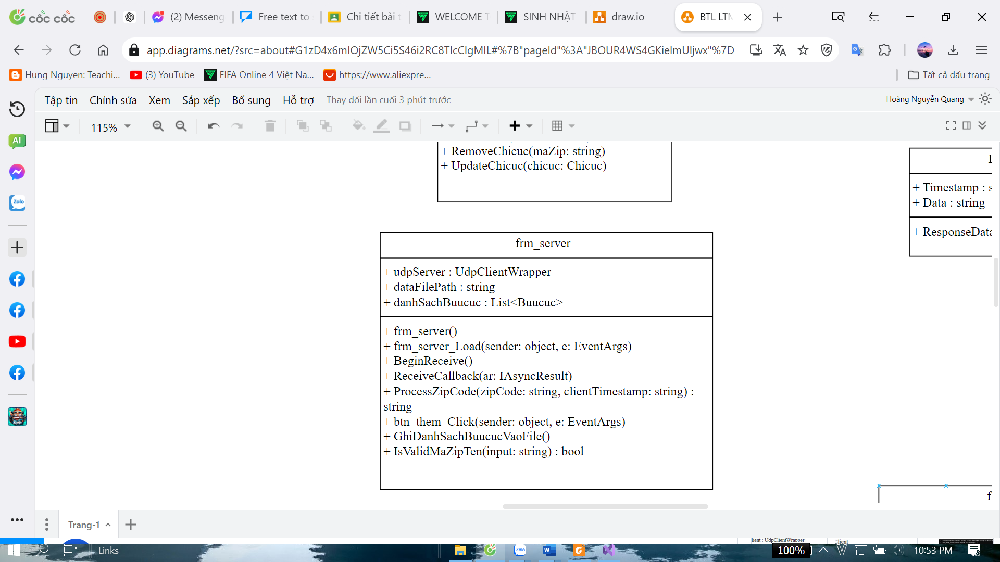 cốc cốc
(2) Messeng
Free text to
Chi tiết bài t
WELCOME T
SINH NHẬT
draw.io
BTL LTM
app.diagrams.net/?src=about#G1zD4x6mIOjZW5Ci5S46i2RC8TIcClgMIL#%7B"pageId"%3A"JBOUR4WS4GKielmUljwx"%7D
Hung Nguyen: Teachi...
(3) YouTube
FIFA Online 4 Việt Na...
https://www.aliexpre...
Tất cả dấu trang
Tập tin
Chỉnh sửa
Xem
Sắp xếp
Bổ sung
Hỗ trợ
Thay đổi lần cuối 3 phút trước
Hoàng Nguyễn Quang
115%
AI
Zalo
+ RemoveChicuc(maZip: string)
+ UpdateChicuc(chicuc: Chicuc)
+ Timestamp : s
+ Data : string
+ ResponseData
frm_server
+ udpServer : UdpClientWrapper
+ dataFilePath : string
+ danhSachBuucuc : List<Buucuc>
+ frm_server()
+ frm_server_Load(sender: object, e: EventArgs)
+ BeginReceive()
+ ReceiveCallback(ar: IAsyncResult)
+ ProcessZipCode(zipCode: string, clientTimestamp: string) :
string
+ btn_them_Click(sender: object, e: EventArgs)
+ GhiDanhSachBuucucVaoFile()
+ IsValidMaZipTen(input: string) : bool
Trang-1
lient : UdpClientWrapper
Client
Links
Zalo
100%
10:53 PM